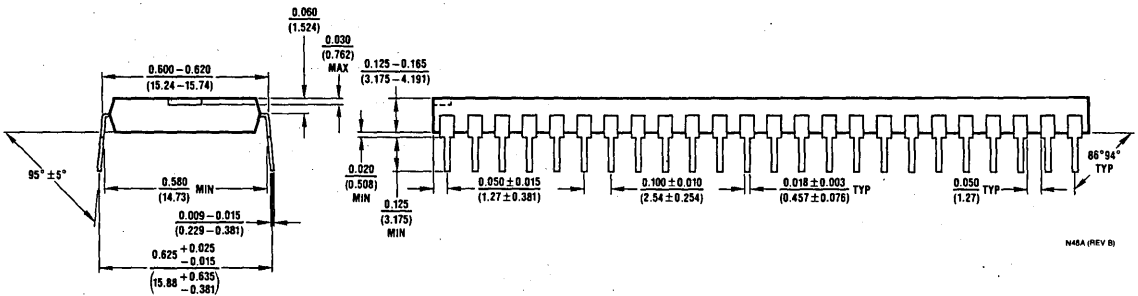 0.060
(1.524)
0.030
(0.762)
MAX
0.600–0.620
(15.24–15.74)
0.125–0.165
(3.175–4.191)
95° ±5°
0.580 MIN
(14.73)
0.009–0.015
(0.229–0.381)
0.625 +0.025 -0.015
(15.88 +0.635 -0.381)
0.020
(0.508)
MIN
0.125
(3.175)
MIN
0.050 ± 0.015
(1.27 ± 0.381)
0.100 ± 0.010
(2.54 ± 0.254)
0.018 ± 0.003 TYP
(0.457 ± 0.076)
0.050 TYP
(1.27)
86°94°
TYP
N48A (REV B)